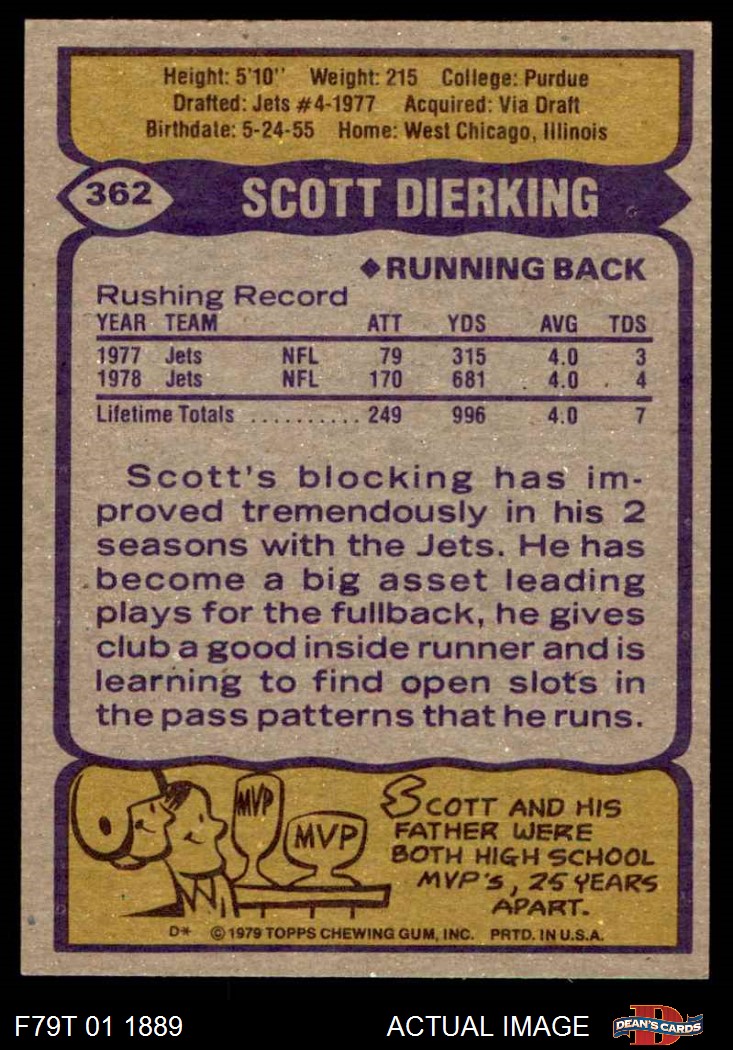 Height: 5'10" Weight: 215 College: Purdue
Drafted: Jets #4-1977 Acquired: Via Draft
Birthdate: 5-24-55 Home: West Chicago, Illinois
362 SCOTT DIERKING
◆RUNNING BACK
Rushing Record
YEAR TEAM ATT YDS AVG TDS
1977 Jets NFL 79 315 4.0 3
1978 Jets NFL 170 681 4.0 4
Lifetime Totals .......... 249 996 4.0 7
Scott's blocking has im-
proved tremendously in his 2
seasons with the Jets. He has
become a big asset leading
plays for the fullback, he gives
club a good inside runner and is
learning to find open slots in
the pass patterns that he runs.
MVP
MVP
SCOTT AND HIS
FATHER WERE
BOTH HIGH SCHOOL
MVP'S, 25 YEARS
APART.
D* ©1979 TOPPS CHEWING GUM, INC. PRTD. IN U.S.A.
F79T 01 1889 ACTUAL IMAGE D DEAN'S CARDS